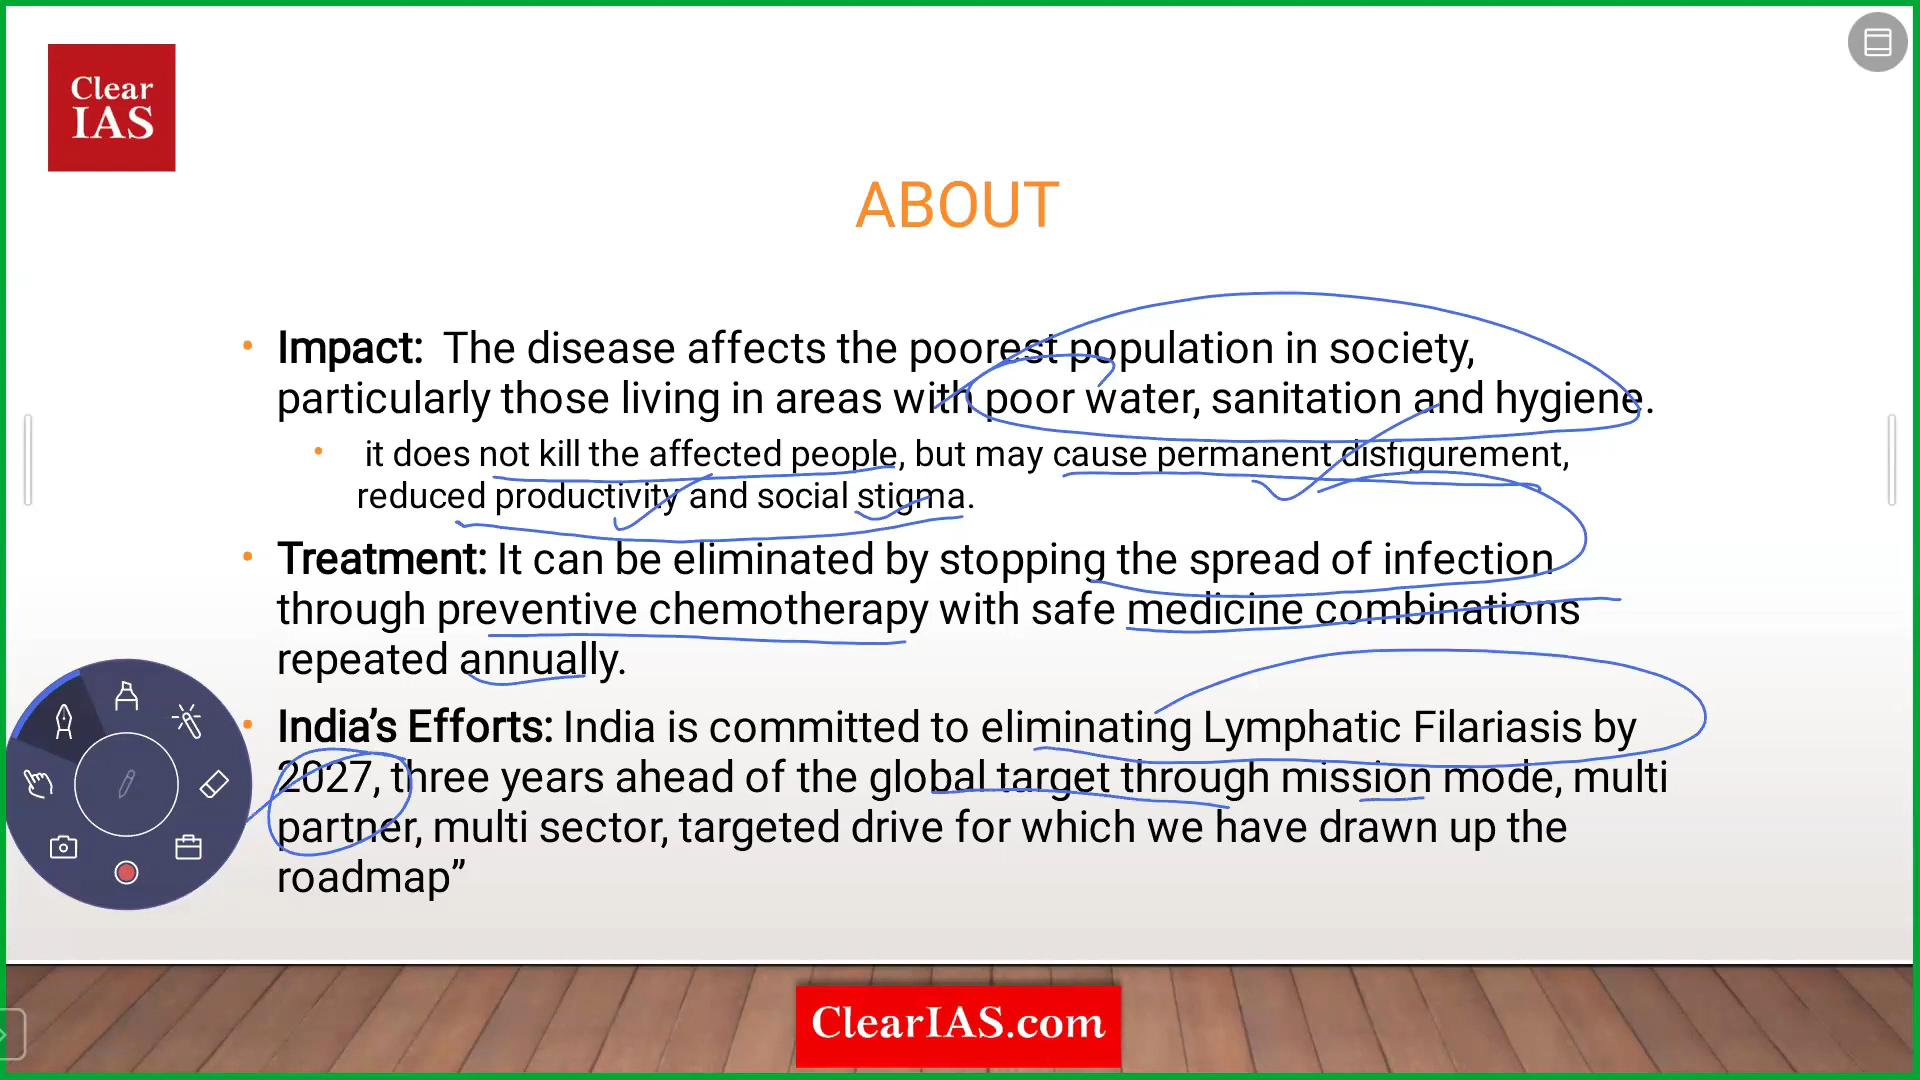 Clear
IAS
ABOUT
• Impact: The disease affects the poorest population in society,
particularly those living in areas with poor water, sanitation and hygiene.
• it does not kill the affected people, but may cause permanent disfigurement,
reduced productivity and social stigma.
• Treatment: It can be eliminated by stopping the spread of infection
through preventive chemotherapy with safe medicine combinations
repeated annually.
• India’s Efforts: India is committed to eliminating Lymphatic Filariasis by
2027, three years ahead of the global target through mission mode, multi
partner, multi sector, targeted drive for which we have drawn up the
roadmap”
ClearIAS.com